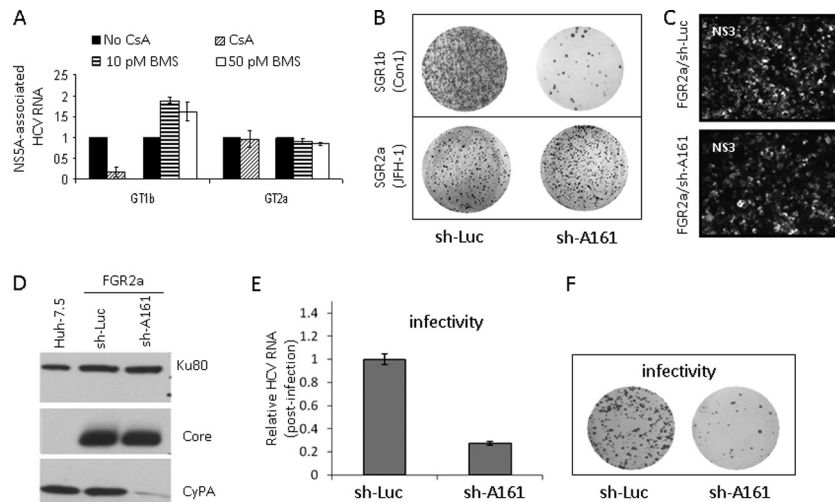 A
No CsA
CsA
10 pM BMS
50 pM BMS
NS5A-associated
HCV RNA
2.5
2
1.5
1
0.5
0
GT1b
GT2a
B
SGR1b
(Con1)
SGR2a
(JFH-1)
sh-Luc
sh-A161
C
FGR2a/sh-Luc
NS3
FGR2a/sh-A161
NS3
D
FGR2a
Huh-7.5
sh-Luc
sh-A161
Ku80
Core
CyPA
E
infectivity
Relative HCV RNA
(post-infection)
1.4
1.2
1
0.8
0.6
0.4
0.2
0
sh-Luc
sh-A161
F
infectivity
sh-Luc
sh-A161